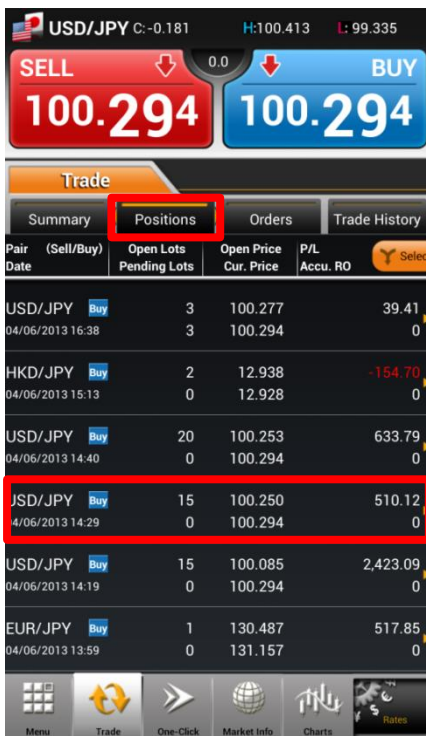 USD/JPY C:-0.181 H:100.413 L: 99.335
SELL 0.0 BUY
100.294 100.294
Trade
Summary Positions Orders Trade History
Pair (Sell/Buy) Open Lots Open Price P/L
Date Pending Lots Cur. Price Accu. RO Selec
USD/JPY Buy 3 100.277 39.41
04/06/2013 16:38 3 100.294 0
HKD/JPY Buy 2 12.938 -154.70
04/06/2013 15:13 0 12.928 0
USD/JPY Buy 20 100.253 633.79
04/06/2013 14:40 0 100.294 0
USD/JPY Buy 15 100.250 510.12
04/06/2013 14:29 0 100.294 0
USD/JPY Buy 15 100.085 2,423.09
04/06/2013 14:19 0 100.294 0
EUR/JPY Buy 1 130.487 517.85
04/06/2013 13:59 0 131.157 0
Menu Trade One-Click Market Info Charts Rates